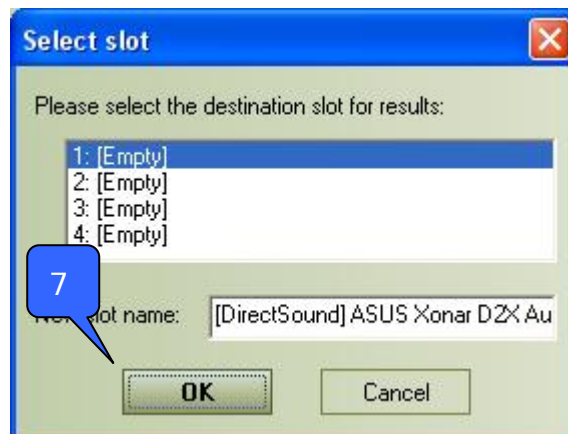 Select slot
Please select the destination slot for results:
1: [Empty]
2: [Empty]
3: [Empty]
4: [Empty]
7
slot name: [DirectSound] ASUS Xonar D2X Au
OK Cancel